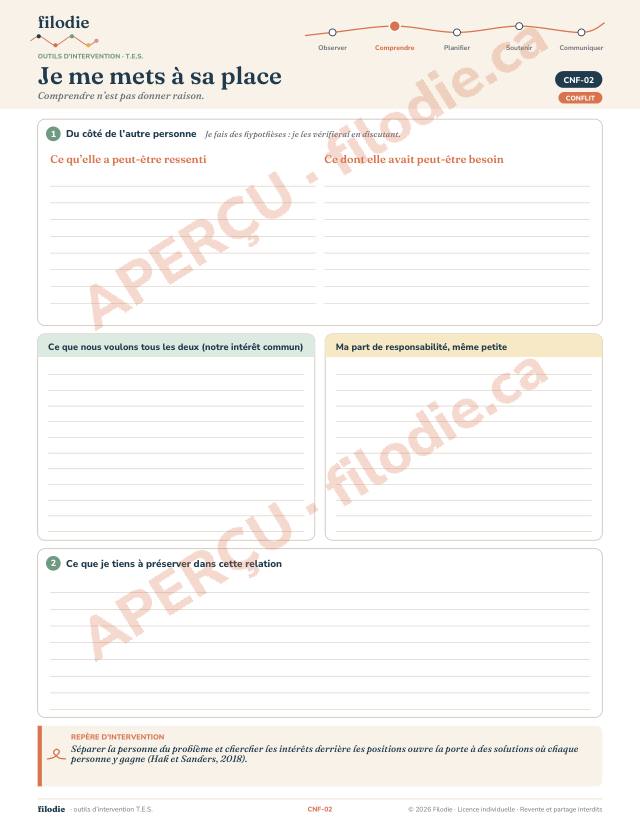 filodie
OUTILS D'INTERVENTION · T.E.S.
Observer Comprendre Planifier Soutenir Communiquer
Je me mets à sa place
Comprendre n'est pas donner raison.
CNF-02
CONFLIT
1 Du côté de l'autre personne Je fais des hypothèses : je les vérifierai en discutant.
Ce qu'elle a peut-être ressenti
Ce dont elle avait peut-être besoin
APERÇU · filodie.ca
Ce que nous voulons tous les deux (notre intérêt commun)
Ma part de responsabilité, même petite
APERÇU · filodie.ca
2 Ce que je tiens à préserver dans cette relation
REPÈRE D'INTERVENTION
Séparer la personne du problème et chercher les intérêts derrière les positions ouvre la porte à des solutions où chaque
personne y gagne (Hak et Sanders, 2018).
filodie · outils d'intervention T.E.S. CNF-02 © 2026 Filodie · Licence individuelle · Revente et partage interdits